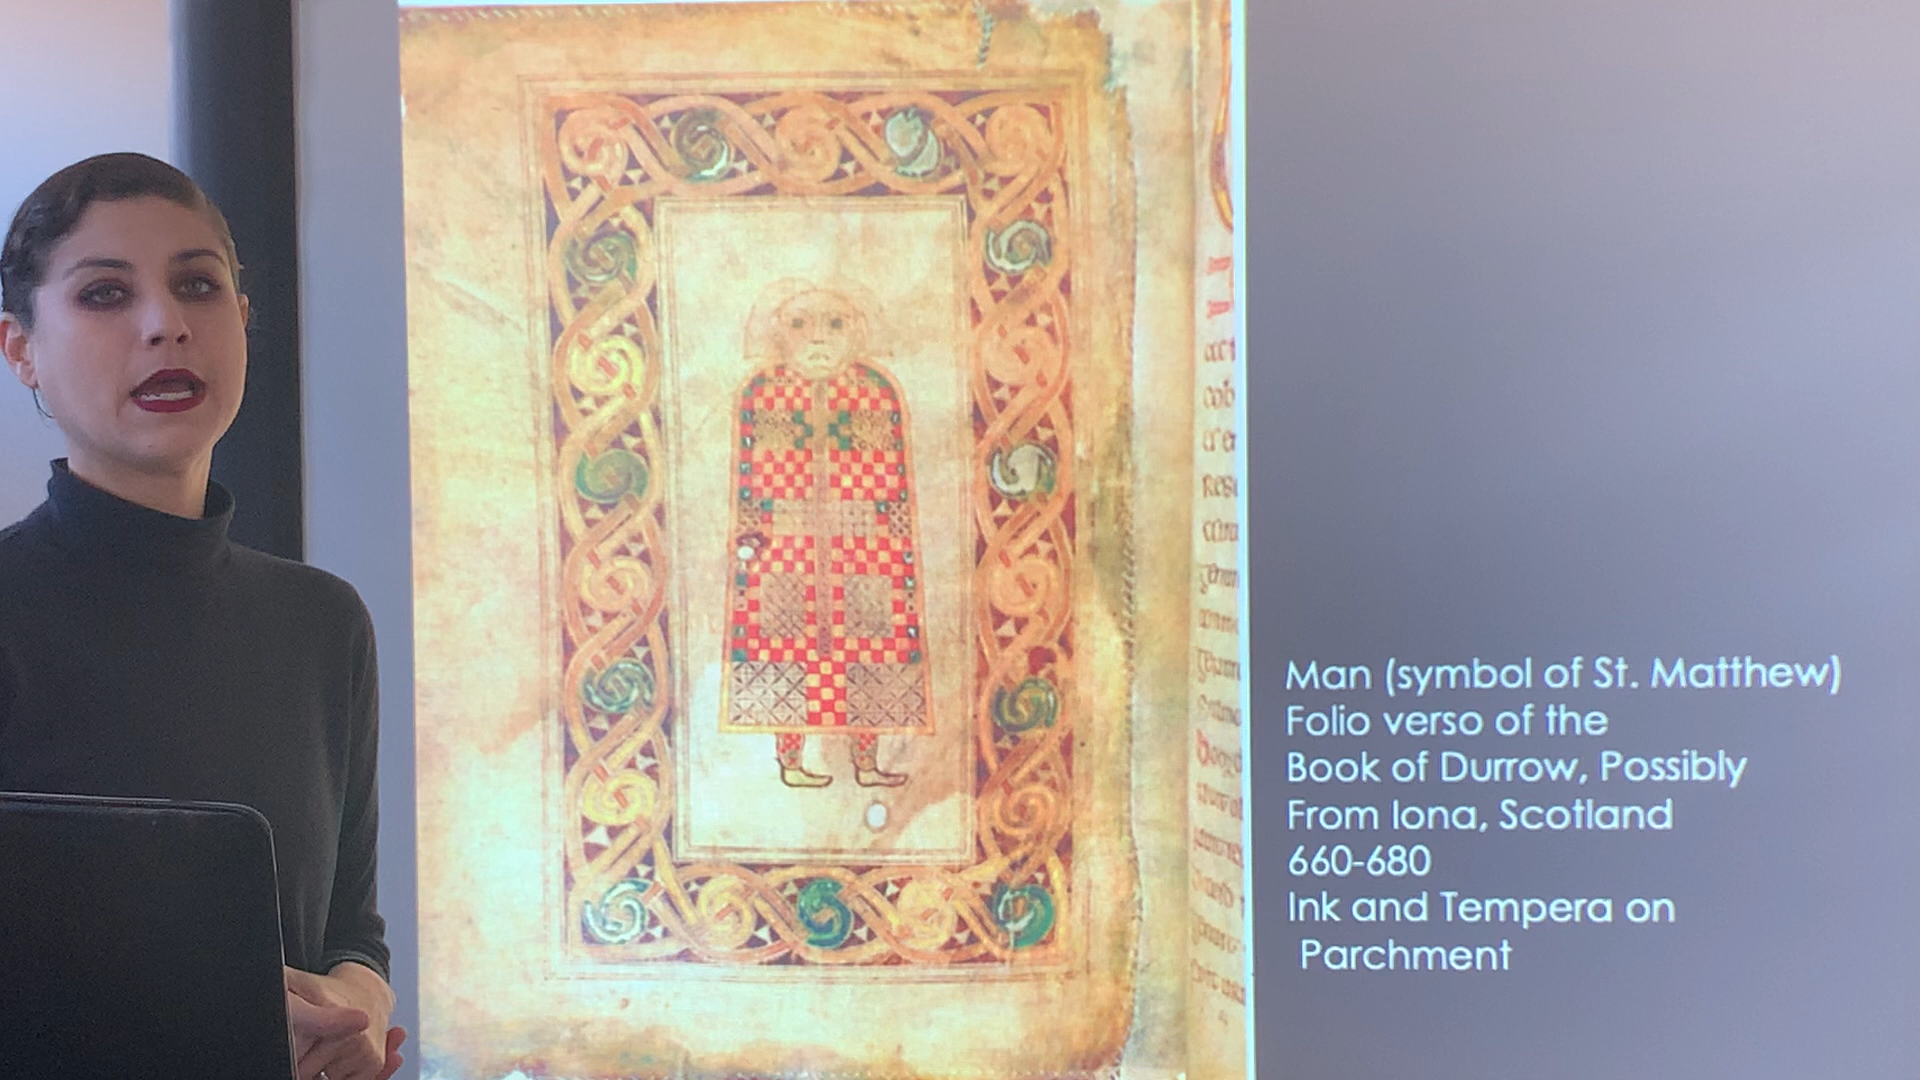 Man (symbol of St. Matthew)
Folio verso of the
Book of Durrow, Possibly
From Iona, Scotland
660-680
Ink and Tempera on
Parchment